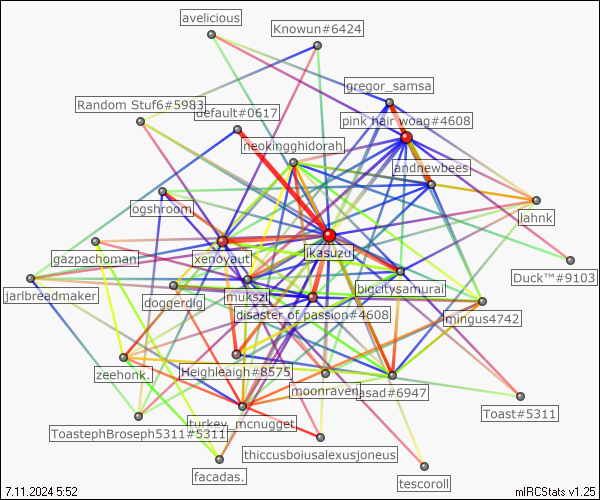 avelicious
Knowun#6424
gregor_samsa
Random Stuf6#5983
default#0617
pink hair woag#4608
neokingghidorah
andnewbees
ogshroom
lahnk
xenoyaut
ikasuzu
gazpachoman
Duck™#9103
jarlbreadmaker
mukszi
bigcitysamurai
doggerdig
disaster of passion#4608
mingus4742
zeehonk.
Heighleaigh#8575
moonraven
asad#6947
Toast#5311
turkey_mcnugget
ToastephBroseph5311#5311
thiccusboiusalexusjoneus
facadas.
tescoroll
7.11.2024 5:52
mIRCStats v1.25